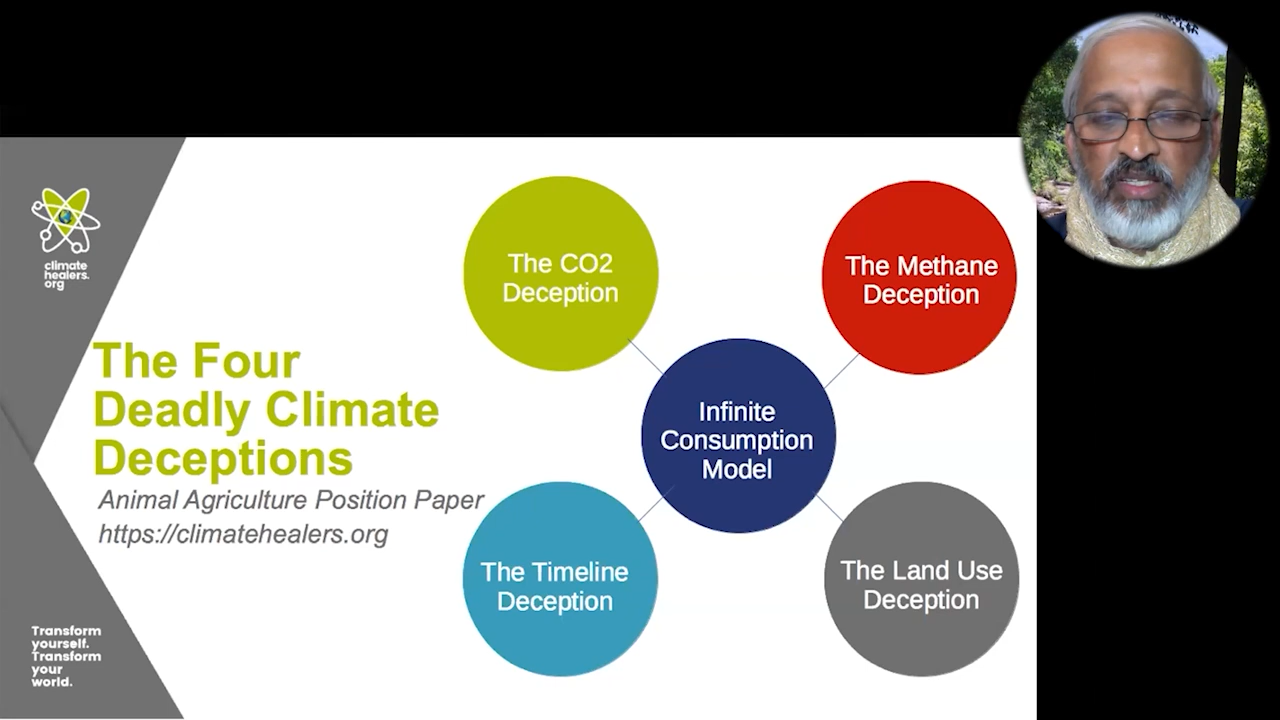 climate
healers.
org
The Four
Deadly Climate
Deceptions
Animal Agriculture Position Paper
https://climatehealers.org
Transform
yourself.
Transform
your
world.
The CO2
Deception
The Methane
Deception
Infinite
Consumption
Model
The Timeline
Deception
The Land Use
Deception